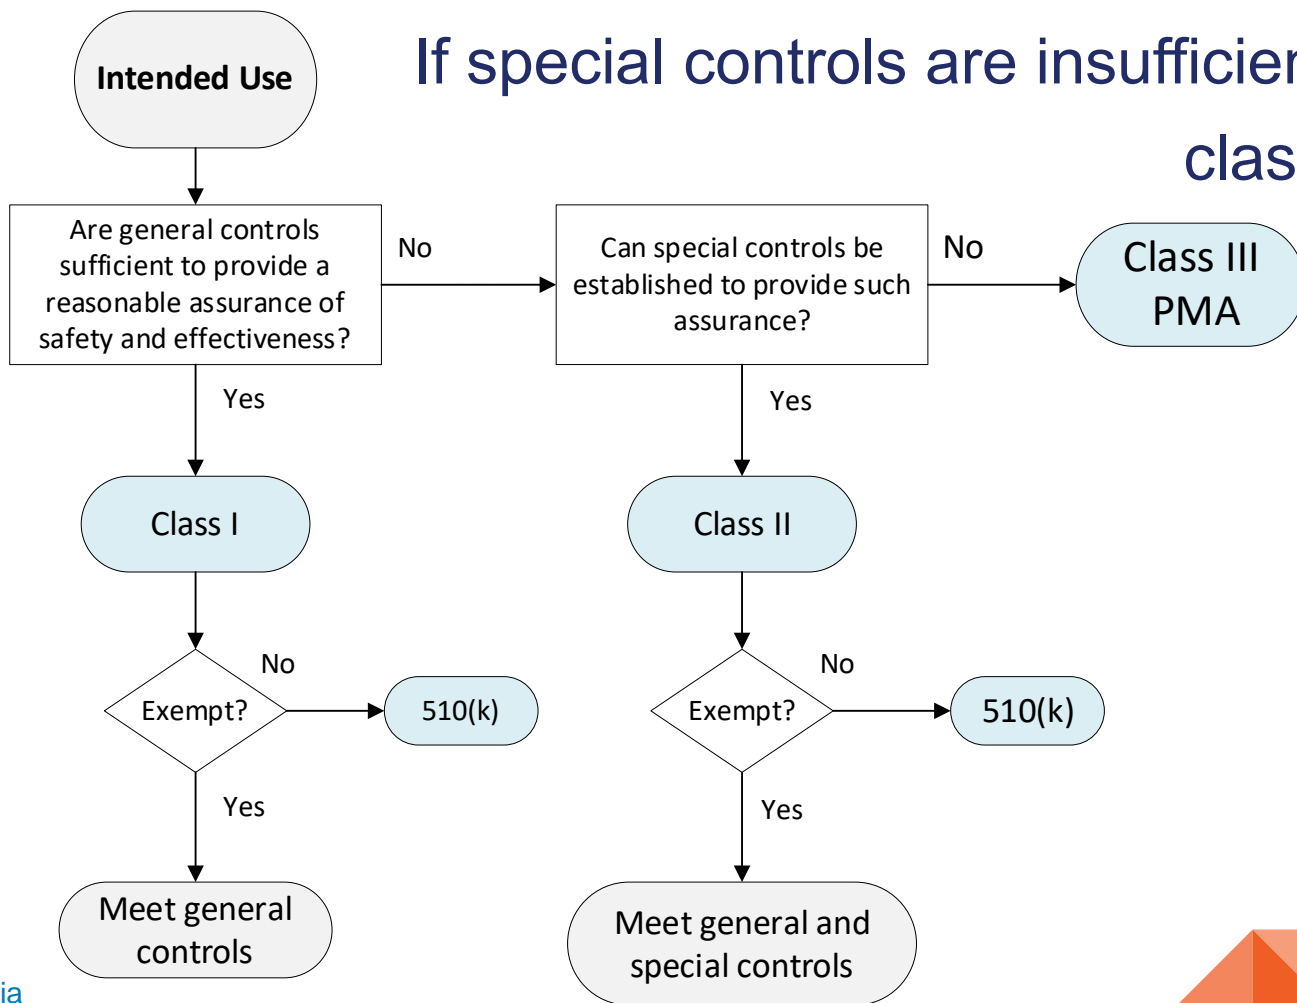 If special controls are insufficien
clas
Intended Use
Are general controls
sufficient to provide a
reasonable assurance of
safety and effectiveness?
No
Can special controls be
established to provide such
assurance?
No
Class III
PMA
Yes
Yes
Class I
Class II
Exempt?
No
510(k)
Exempt?
No
510(k)
Yes
Yes
Meet general
controls
Meet general and
special controls
ia